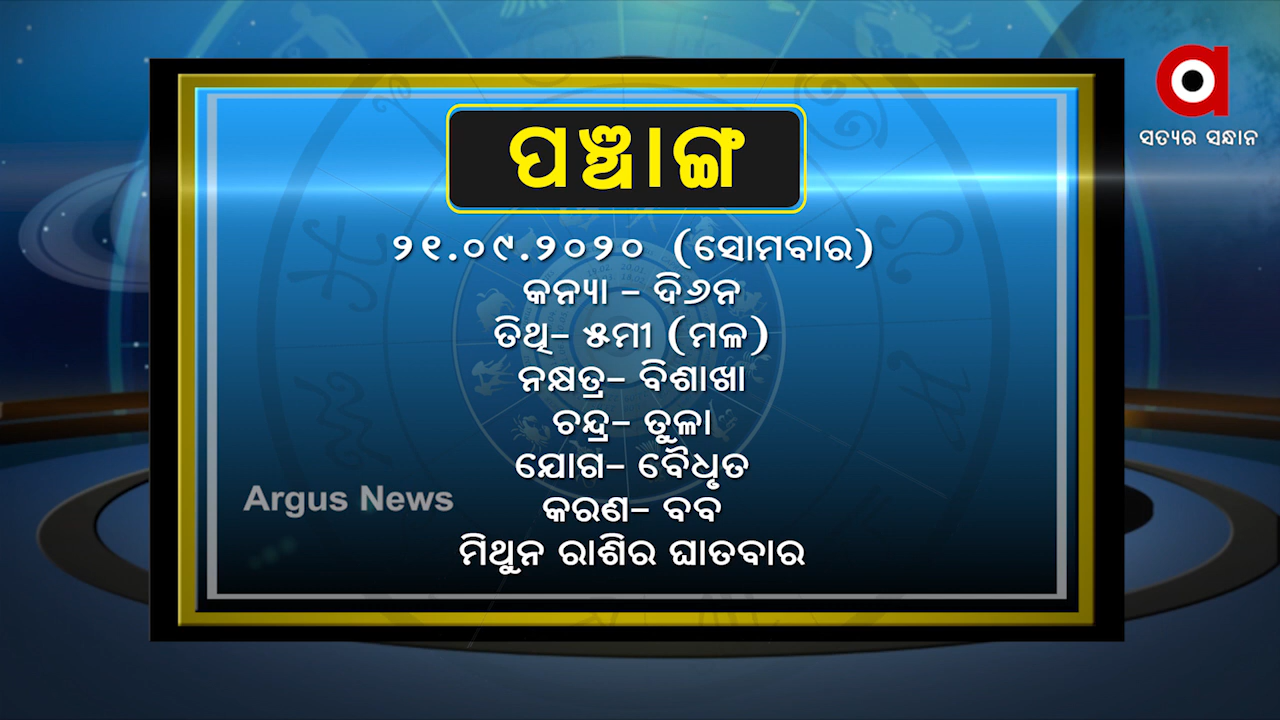 ପଞ୍ଚାଙ୍ଗ
ସତ୍ୟର ସନ୍ଧାନ
୨୧.୦୯.୨୦୨୦ (ସୋମବାର)
କନ୍ୟା – ଦି୬ନ
ତିଥି– ୫ମୀ (ମଳ)
ନକ୍ଷତ୍ର– ବିଶାଖା
ଚନ୍ଦ୍ର– ତୁଳା
ଯୋଗ– ବୈଧୃତ
କରଣ– ବବ
ମିଥୁନ ରାଶିର ଘାତବାର
Argus News